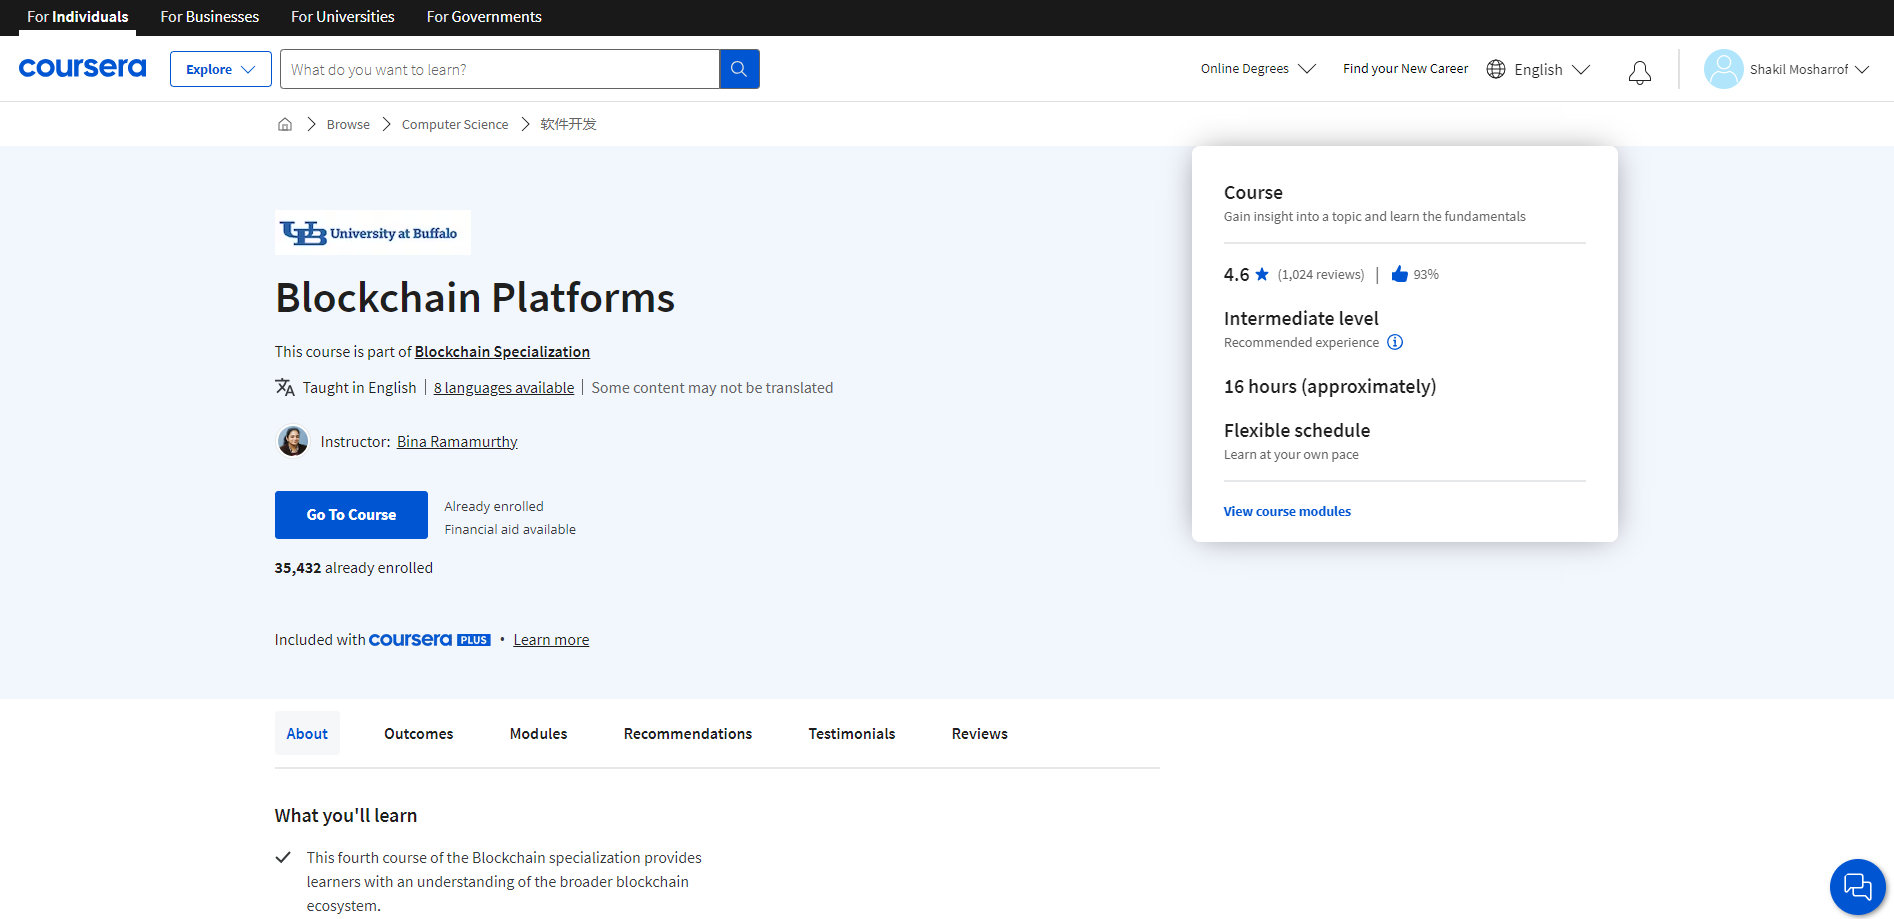 For Individuals
For Businesses
For Universities
For Governments
coursera
Explore
What do you want to learn?
Online Degrees
Find your New Career
English
Shakil Mosharrof
Browse
Computer Science
软件开发
UB University at Buffalo
Blockchain Platforms
This course is part of Blockchain Specialization
Taught in English | 8 languages available | Some content may not be translated
Instructor: Bina Ramamurthy
Go To Course
Already enrolled
Financial aid available
35,432 already enrolled
Included with coursera PLUS • Learn more
Course
Gain insight into a topic and learn the fundamentals
4.6 (1,024 reviews) | 93%
Intermediate level
Recommended experience
16 hours (approximately)
Flexible schedule
Learn at your own pace
View course modules
About
Outcomes
Modules
Recommendations
Testimonials
Reviews
What you'll learn
This fourth course of the Blockchain specialization provides
learners with an understanding of the broader blockchain
ecosystem.